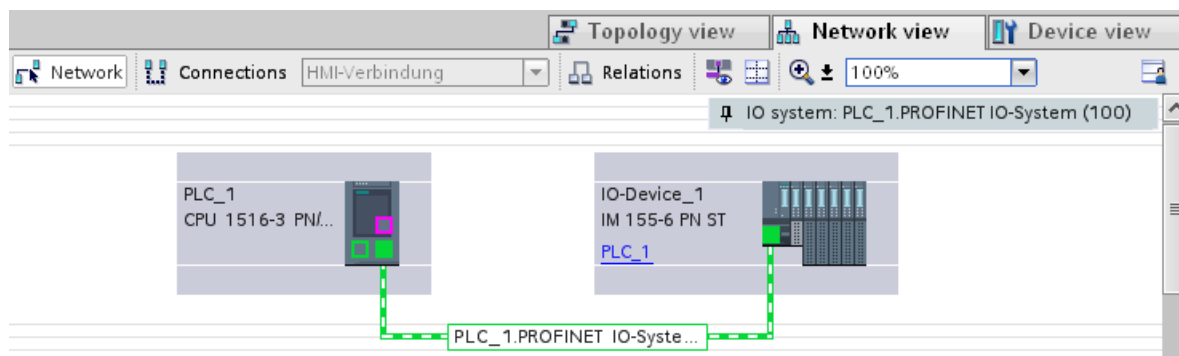 Topology view Network view Device view
Network Connections HMI-Verbindung Relations 100%
IO system: PLC_1.PROFINET IO-System (100)
PLC_1
CPU 1516-3 PN/...
IO-Device_1
IM 155-6 PN ST
PLC_1
PLC_1.PROFINET IO-Syste...